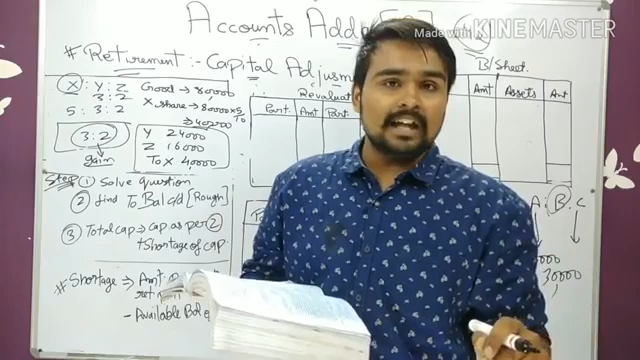 Accounts Adda
Made with KINEMASTER
# Retirement :- Capital Adjusm
B/Sheet
Amt Assets Amt
X : Y : Z
3 : 2
5 : 3 : 2
Good → 80000
X share → 80000 × 5
10
→ 40000
Revaluat
Part. Amt Part.
3:2
gain
Y 24000
Z 16000
To X 40000
Step ① Solve question
② find To Bal c/d [Rough]
③ Total cap → Cap as per ②
+ Shortage of cap.
A : B : C
30000
# Shortage ⇒ Amt
- Available Bal